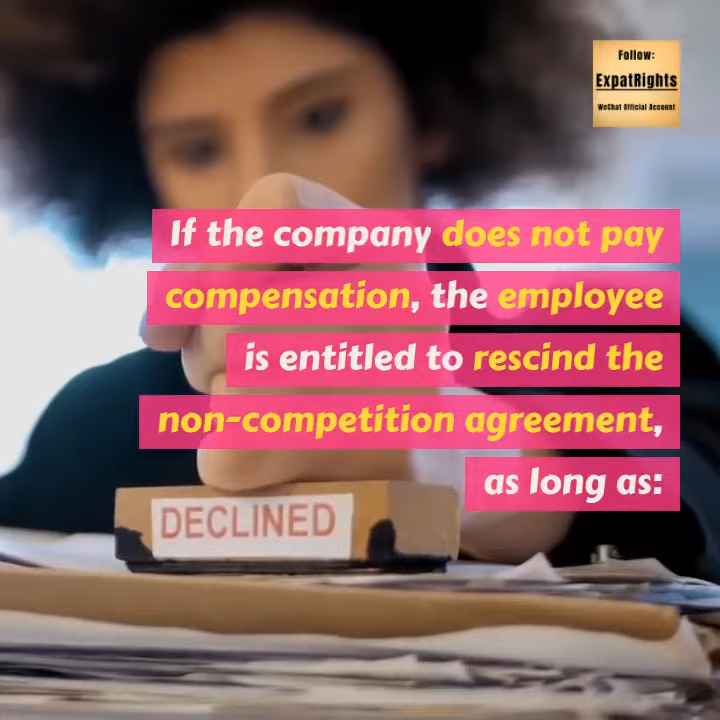 Follow:
ExpatRights
WeChat Official Account
If the company does not pay
compensation, the employee
is entitled to rescind the
non-competition agreement,
as long as:
DECLINED